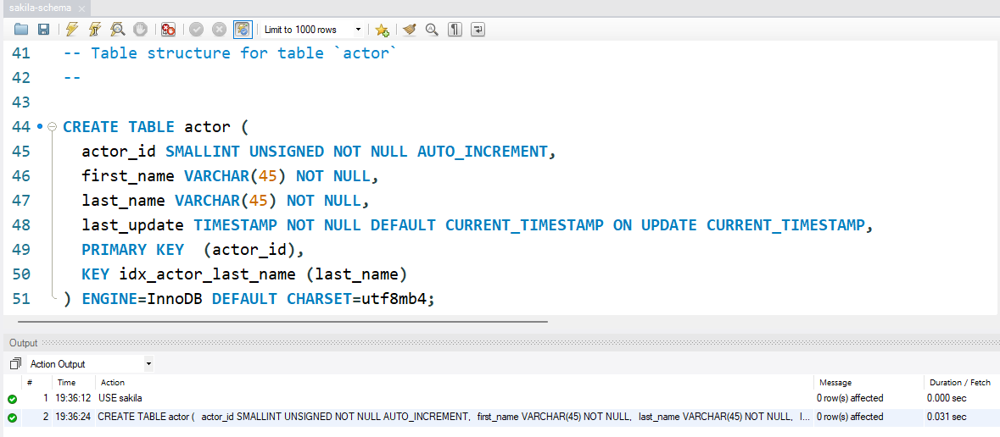 sakila-schema
Limit to 1000 rows
41 -- Table structure for table `actor`
42 --
43
44 CREATE TABLE actor (
45 actor_id SMALLINT UNSIGNED NOT NULL AUTO_INCREMENT,
46 first_name VARCHAR(45) NOT NULL,
47 last_name VARCHAR(45) NOT NULL,
48 last_update TIMESTAMP NOT NULL DEFAULT CURRENT_TIMESTAMP ON UPDATE CURRENT_TIMESTAMP,
49 PRIMARY KEY  (actor_id),
50 KEY idx_actor_last_name (last_name)
51 ) ENGINE=InnoDB DEFAULT CHARSET=utf8mb4;
Output
Action Output
# Time Action Message Duration / Fetch
1 19:36:12 USE sakila 0 row(s) affected 0.000 sec
2 19:36:24 CREATE TABLE actor (   actor_id SMALLINT UNSIGNED NOT NULL AUTO_INCREMENT,   first_name VARCHAR(45) NOT NULL,   last_name VARCHAR(45) NOT NULL,   l... 0 row(s) affected 0.031 sec